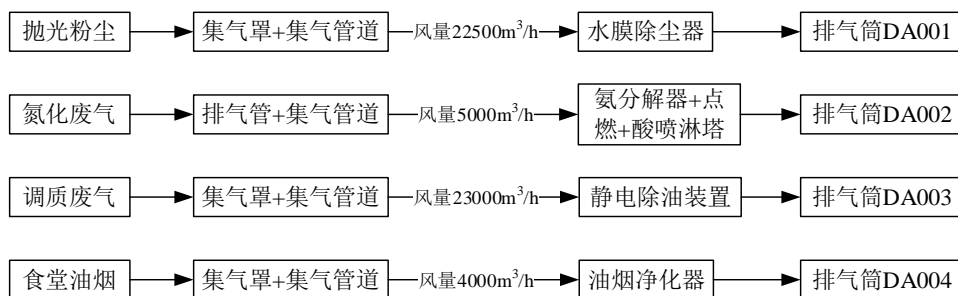 抛光粉尘 集气罩+集气管道 风量22500m³/h 水膜除尘器 排气筒DA001
氮化废气 排气管+集气管道 风量5000m³/h 氨分解器+点
燃+酸喷淋塔 排气筒DA002
调质废气 集气罩+集气管道 风量23000m³/h 静电除油装置 排气筒DA003
食堂油烟 集气罩+集气管道 风量4000m³/h 油烟净化器 排气筒DA004